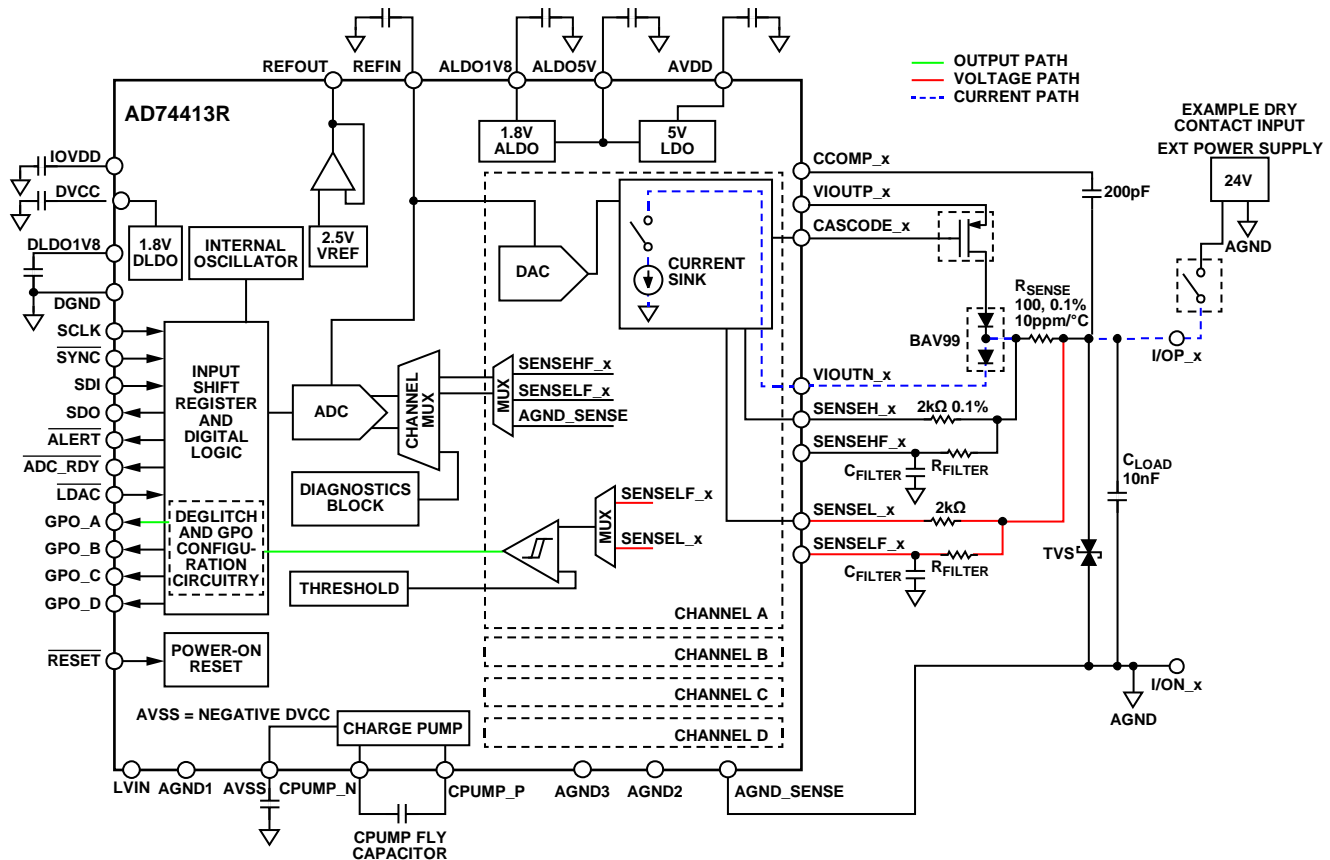 REFOUT
REFIN
ALDO1V8
ALDO5V
AVDD
OUTPUT PATH
VOLTAGE PATH
CURRENT PATH
AD74413R
EXAMPLE DRY
CONTACT INPUT
EXT POWER SUPPLY
24V
AGND
1.8V
ALDO
5V
LDO
IOVDD
DVCC
DLDO1V8
DGND
1.8V
DLDO
INTERNAL
OSCILLATOR
2.5V
VREF
DAC
CURRENT
SINK
CCOMP_x
VIOUTP_x
CASCODE_x
200pF
RSENSE
100, 0.1%
10ppm/°C
BAV99
I/OP_x
SCLK
SYNC
SDI
SDO
ALERT
ADC_RDY
LDAC
GPO_A
GPO_B
GPO_C
GPO_D
RESET
INPUT
SHIFT
REGISTER
AND
DIGITAL
LOGIC
DEGLITCH
AND GPO
CONFIGU-
RATION
CIRCUITRY
ADC
CHANNEL
MUX
MUX
SENSEHF_x
SENSELF_x
AGND_SENSE
DIAGNOSTICS
BLOCK
MUX
SENSELF_x
SENSEL_x
THRESHOLD
VIOUTN_x
SENSEH_x
2kΩ 0.1%
SENSEHF_x
CFILTER
RFILTER
SENSEL_x
2kΩ
SENSELF_x
CFILTER
RFILTER
CLOAD
10nF
TVS
CHANNEL A
CHANNEL B
CHANNEL C
CHANNEL D
POWER-ON
RESET
I/ON_x
AGND
AVSS = NEGATIVE DVCC
CHARGE PUMP
LVIN
AGND1
AVSS
CPUMP_N
CPUMP_P
AGND3
AGND2
AGND_SENSE
CPUMP FLY
CAPACITOR